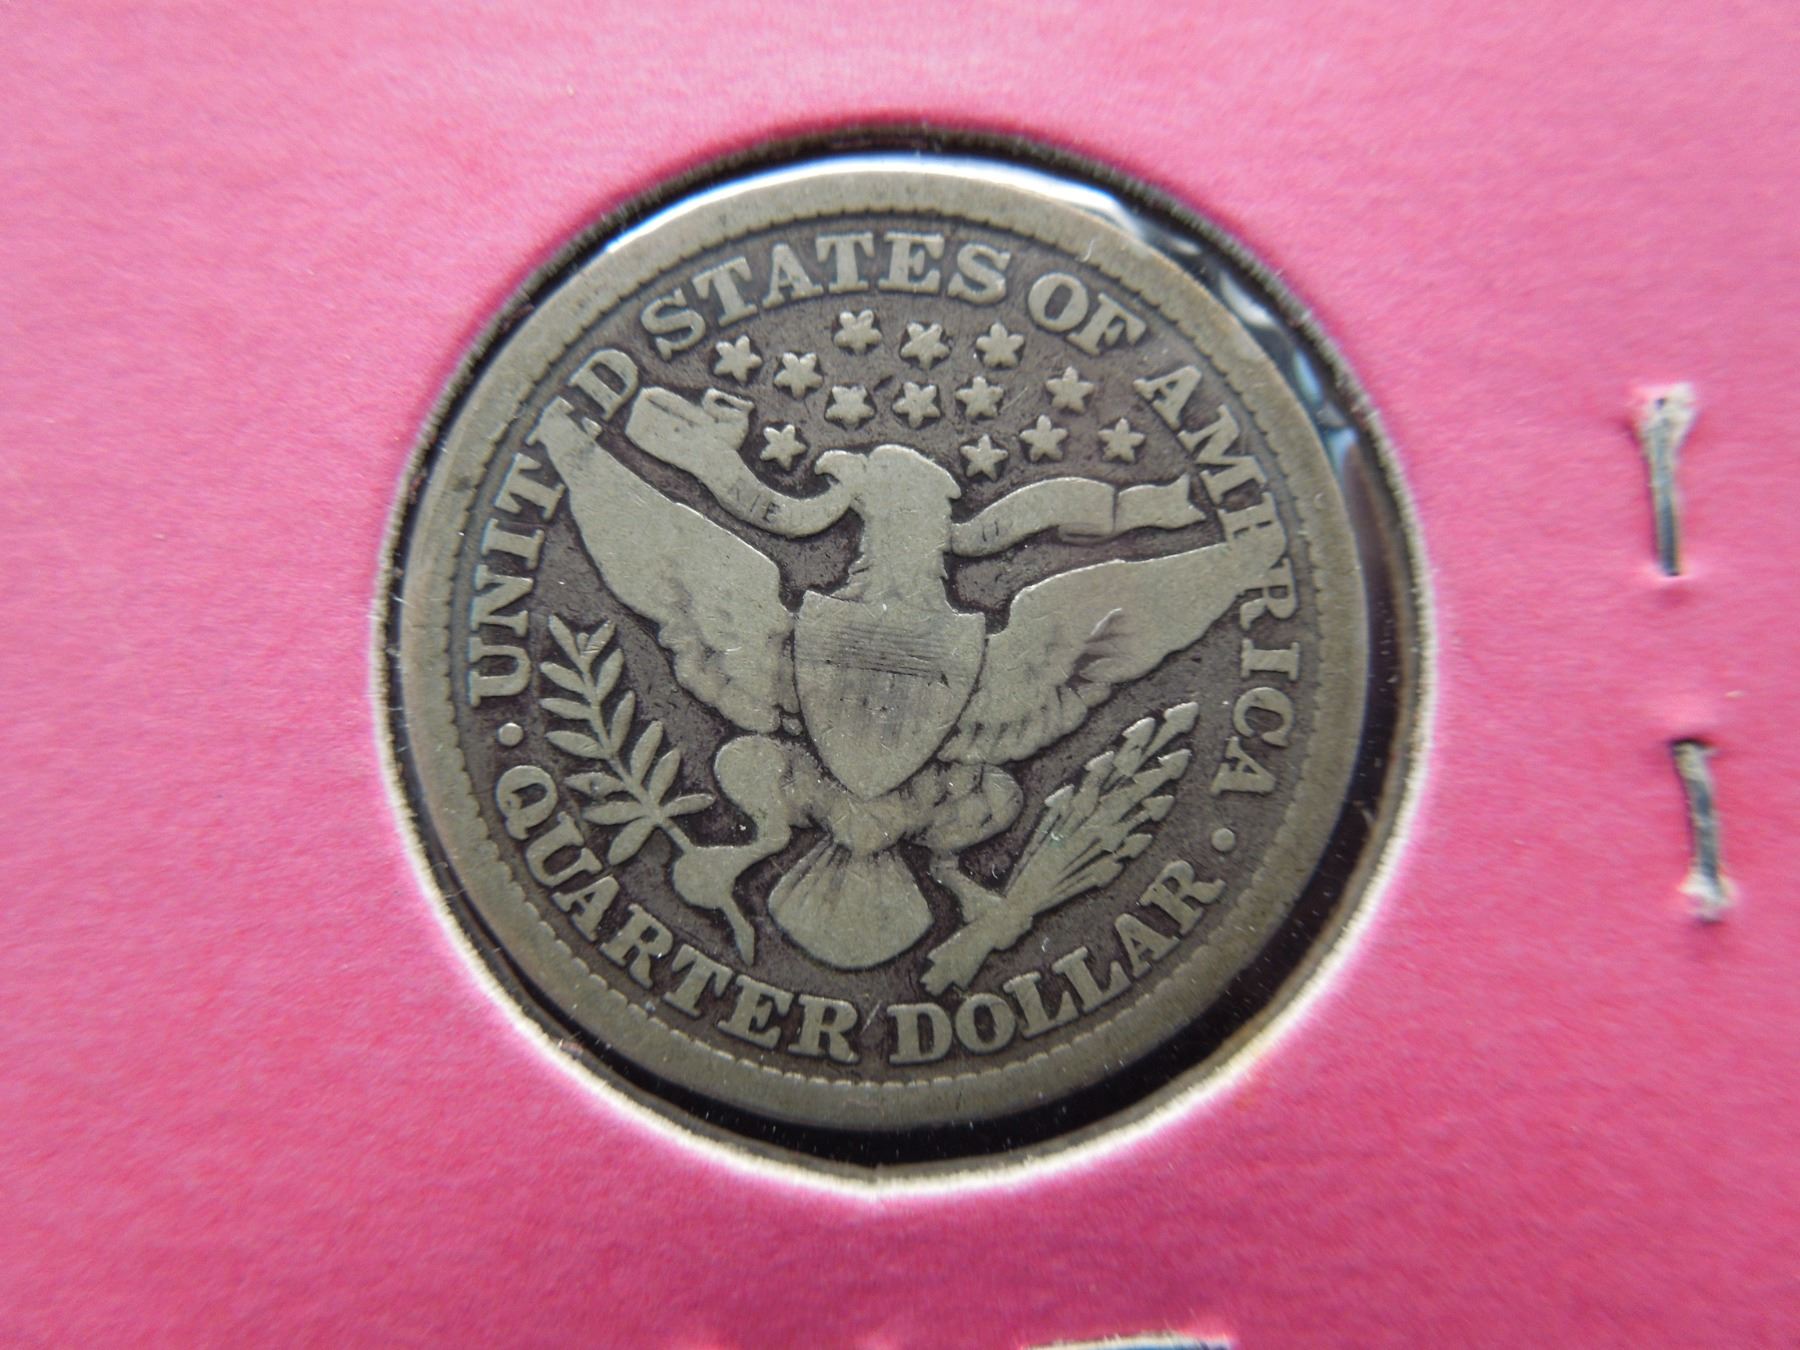 UNITED STATES OF AMERICA
· QUARTER DOLLAR ·